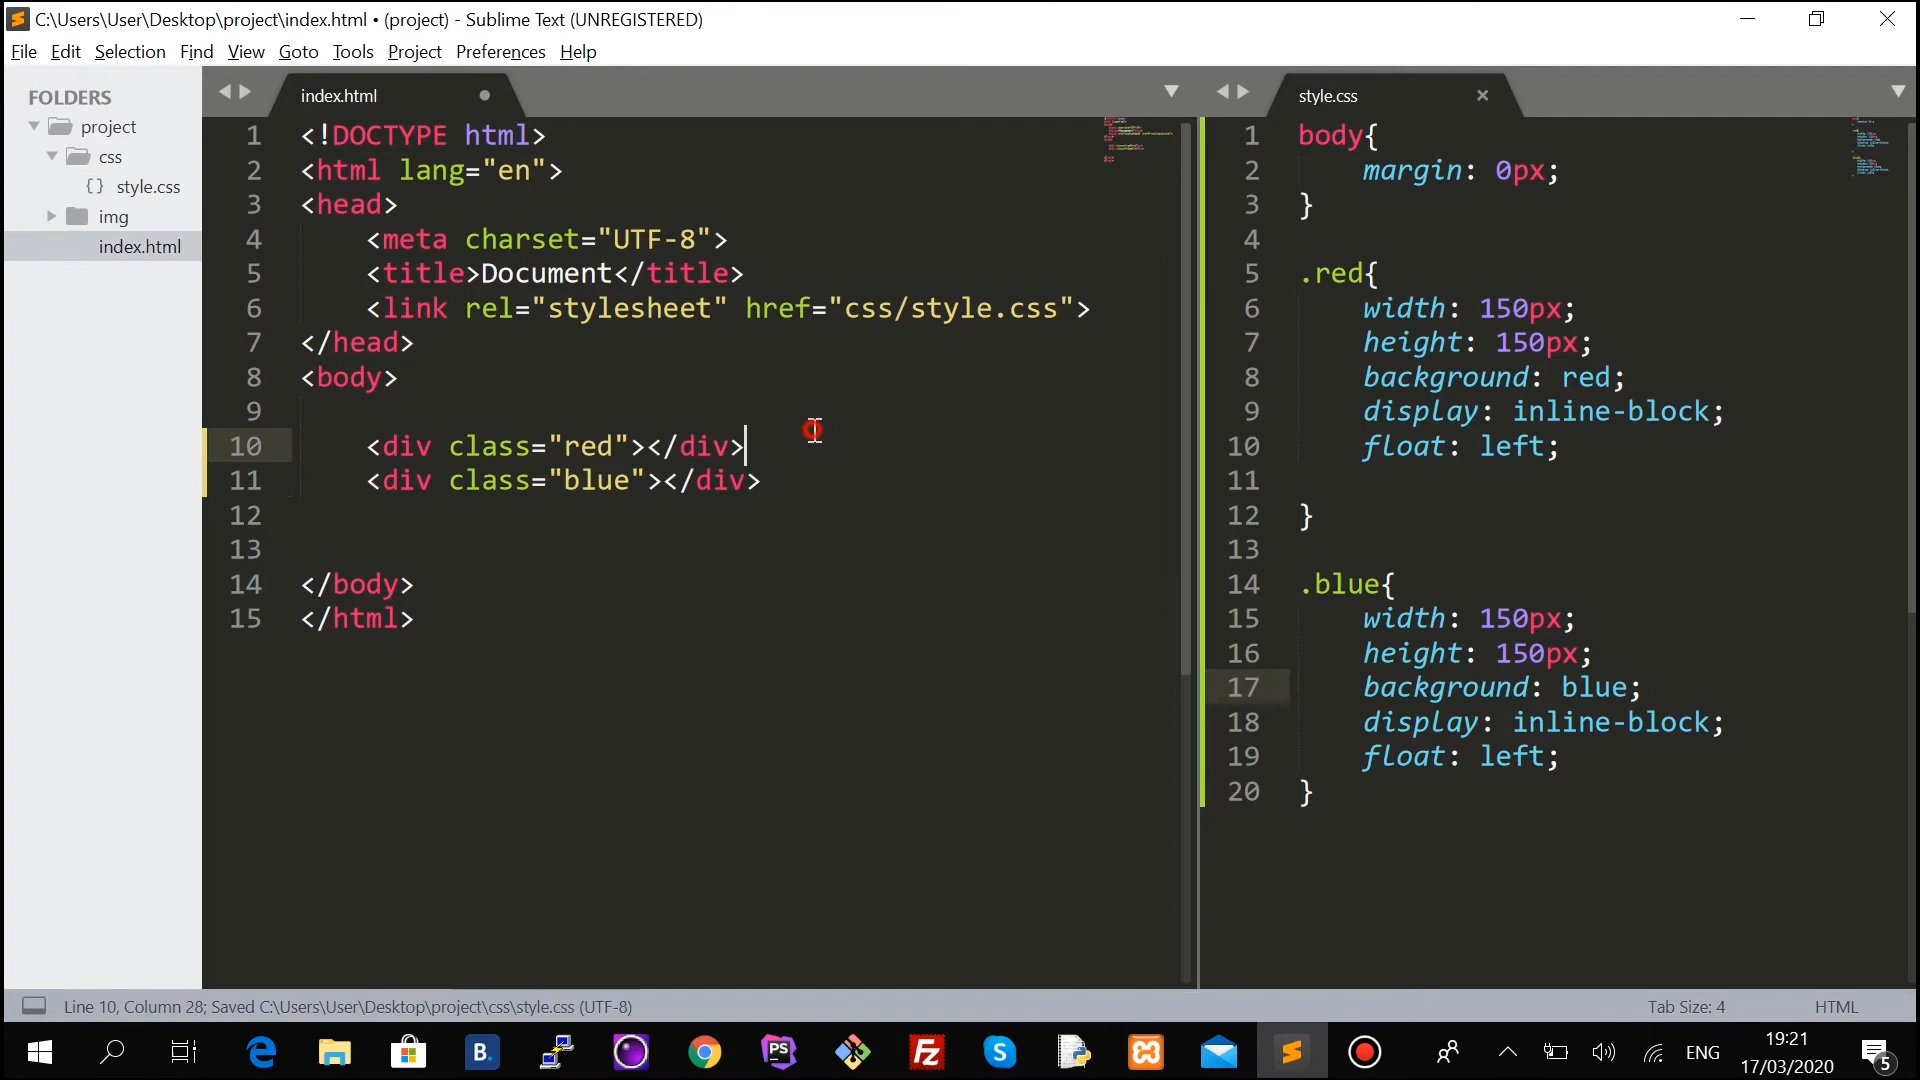 C:\Users\User\Desktop\project\index.html • (project) - Sublime Text (UNREGISTERED)
File Edit Selection Find View Goto Tools Project Preferences Help
FOLDERS
project
css
{} style.css
img
index.html
index.html
1 <!DOCTYPE html>
2 <html lang="en">
3 <head>
4 <meta charset="UTF-8">
5 <title>Document</title>
6 <link rel="stylesheet" href="css/style.css">
7 </head>
8 <body>
9
10 <div class="red"></div>
11 <div class="blue"></div>
12
13
14 </body>
15 </html>
style.css
1 body{
2 margin: 0px;
3 }
4
5 .red{
6 width: 150px;
7 height: 150px;
8 background: red;
9 display: inline-block;
10 float: left;
11
12 }
13
14 .blue{
15 width: 150px;
16 height: 150px;
17 background: blue;
18 display: inline-block;
19 float: left;
20 }
Line 10, Column 28; Saved C:\Users\User\Desktop\project\css\style.css (UTF-8)
Tab Size: 4
HTML
B.
PS
Fz
S
ENG
19:21
17/03/2020
5